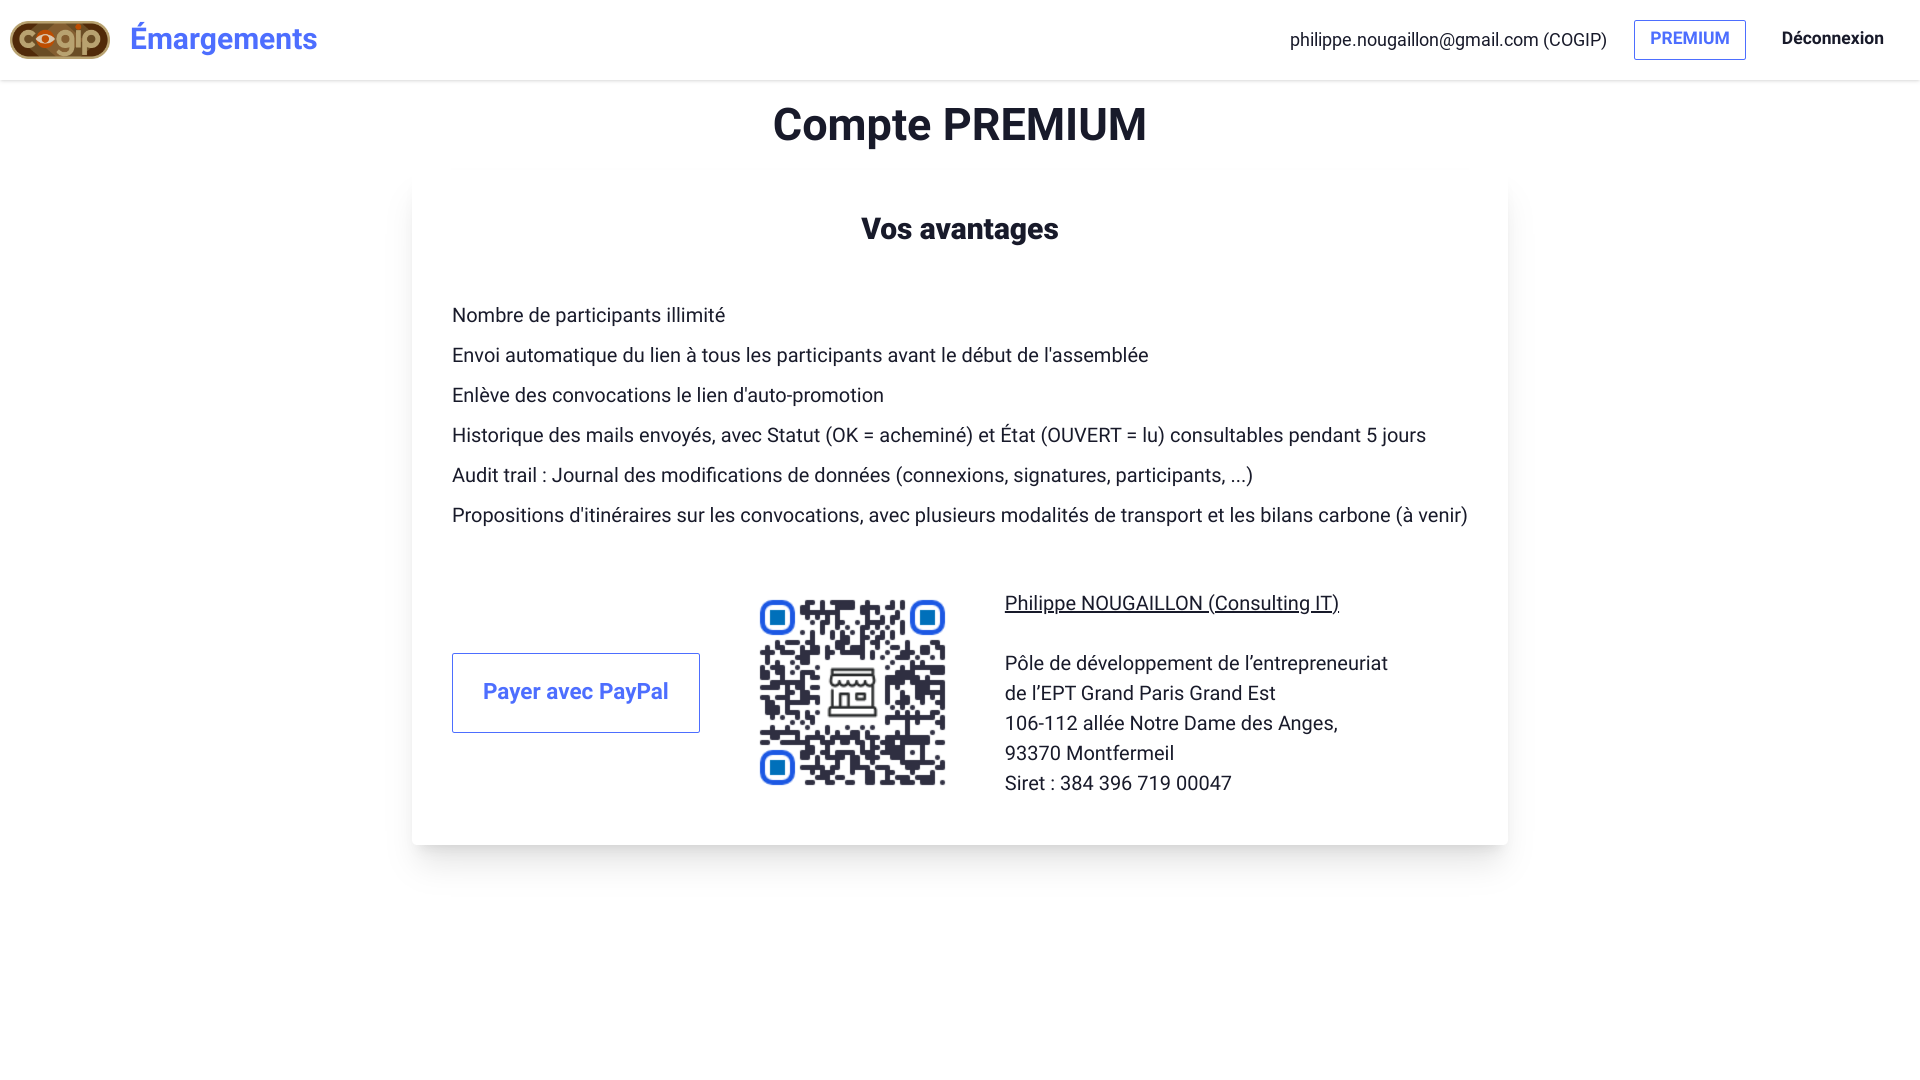 cogip
Émargements
philippe.nougaillon@gmail.com (COGIP)
PREMIUM
Déconnexion
Compte PREMIUM
Vos avantages
Nombre de participants illimité
Envoi automatique du lien à tous les participants avant le début de l'assemblée
Enlève des convocations le lien d'auto-promotion
Historique des mails envoyés, avec Statut (OK = acheminé) et État (OUVERT = lu) consultables pendant 5 jours
Audit trail : Journal des modifications de données (connexions, signatures, participants, ...)
Propositions d'itinéraires sur les convocations, avec plusieurs modalités de transport et les bilans carbone (à venir)
Payer avec PayPal
Philippe NOUGAILLON (Consulting IT)
Pôle de développement de l’entrepreneuriat
de l’EPT Grand Paris Grand Est
106-112 allée Notre Dame des Anges,
93370 Montfermeil
Siret : 384 396 719 00047